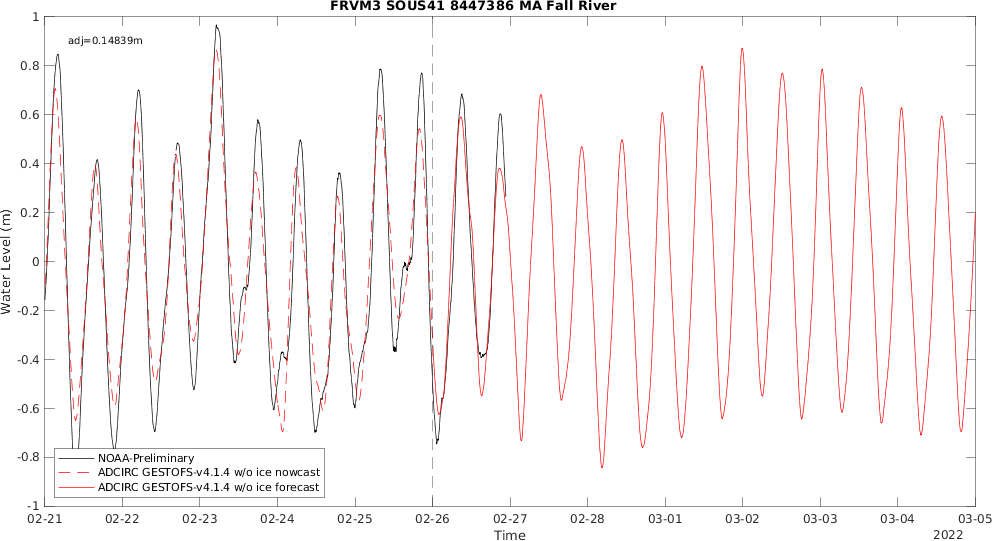 FRVM3 SOUS41 8447386 MA Fall River
adj=0.14839m
1
0.8
0.6
0.4
0.2
0
-0.2
-0.4
-0.6
-0.8
-1
Water Level (m)
NOAA-Preliminary
ADCIRC GESTOFS-v4.1.4 w/o ice nowcast
ADCIRC GESTOFS-v4.1.4 w/o ice forecast
02-21 02-22 02-23 02-24 02-25 02-26 02-27 02-28 03-01 03-02 03-03 03-04 03-05
Time
2022